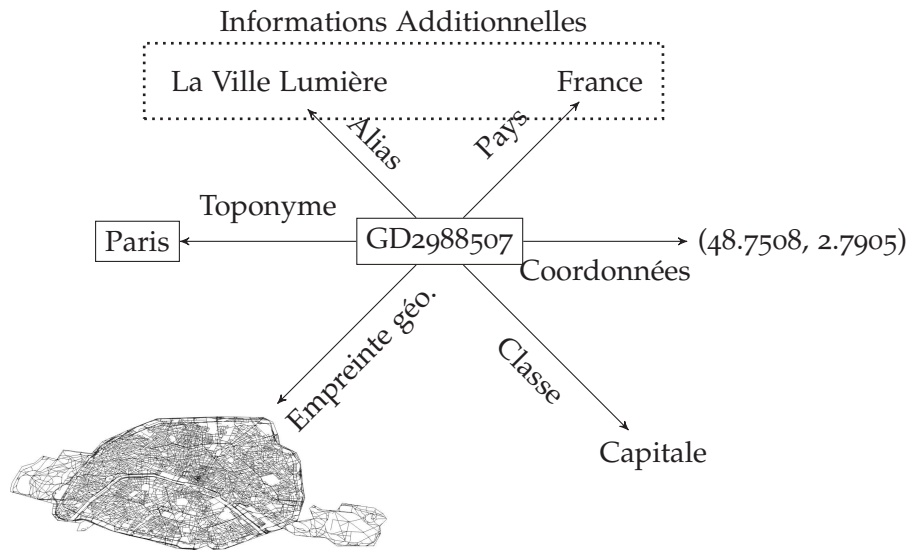 Informations Additionnelles
La Ville Lumière
France
Alias
Pays
Toponyme
Paris
GD2988507
(48.7508, 2.7905)
Coordonnées
Empreinte géo.
Classe
Capitale